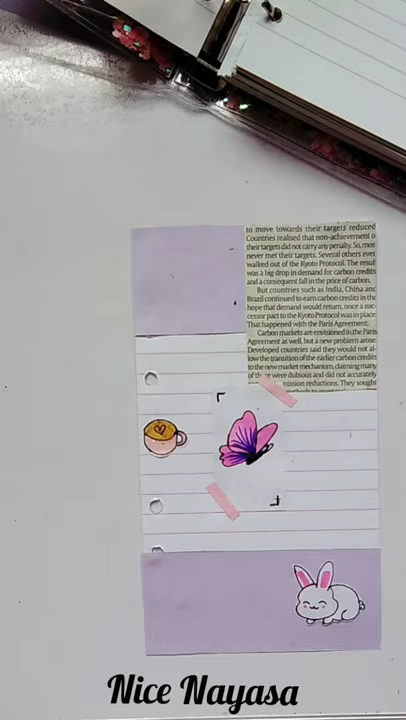 to move towards their targets reduced
Countries realised that non-achievement o
their targets did not carry any penalty. So, mos
never met their targets. Several others even
walked out of the Kyoto Protocol. The result
was a big drop in demand for carbon credits
and a consequent fall in the price of carbon.
But countries such as India, China and
Brazil continued to earn carbon credits in the
hope that demand would return, once a suc-
cessor pact to the Kyoto Protocol was in place
That happened with the Paris Agreement.
Carbon markets are envisioned in the Paris
Agreement as well, but a new problem arose.
Developed countries said they would not al-
low the transition of the earlier carbon credits
to the new market mechanism, claiming many
of were dubious and did not accurately
mission reductions. They sought
Nice Nayasa